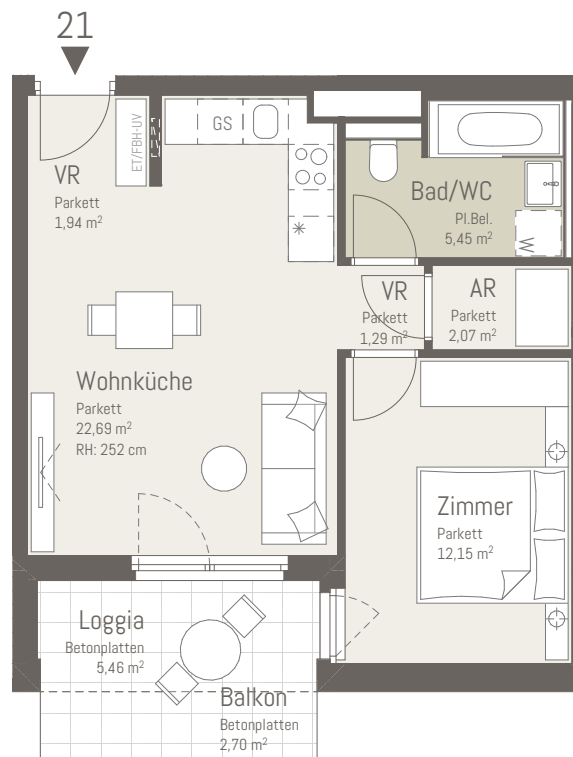 21
ET/FBH-UV
GS
VR
Parkett
1,94 m²
Bad/WC
Pl.Bel.
5,45 m²
W
VR
Parkett
1,29 m²
AR
Parkett
2,07 m²
Wohnküche
Parkett
22,69 m²
RH: 252 cm
Zimmer
Parkett
12,15 m²
Loggia
Betonplatten
5,46 m²
Balkon
Betonplatten
2,70 m²